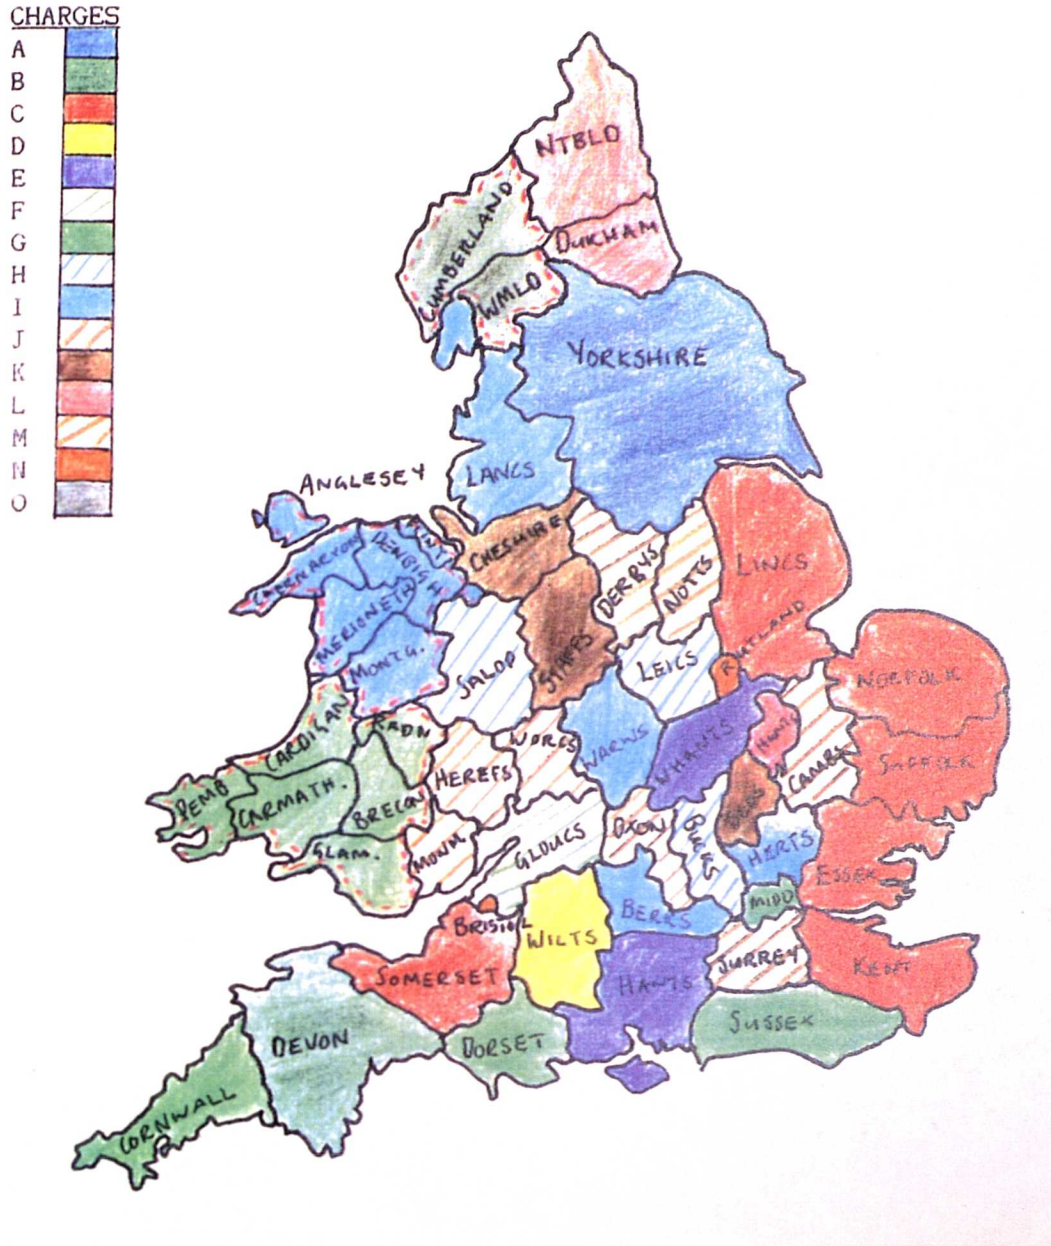 CHARGES
A
B
C
D
E
F
G
H
I
J
K
L
M
N
O
NTBLD
CUMBERLAND
DURHAM
WMLD
YORKSHIRE
LANCS
ANGLESEY
CHESHIRE
DENBIGH
MERIONETH
MONTG.
DERBYS
NOTTS
LINCS
RUTLAND
STAFFS
SALOP
LEICS
NORFOLK
CARDIGAN
RADN
WORCS
WARWS
NHANTS
HUNTS
CAMBS
SUFFOLK
PEMB
CARMATH.
BRECON
HEREFS
GLAM.
MONM
GLOUCS
OXON
BUCKS
BEDS
HERTS
ESSEX
MIDD
BRISTOL
WILTS
BERKS
SURREY
KENT
SOMERSET
HANTS
SUSSEX
DEVON
DORSET
CORNWALL